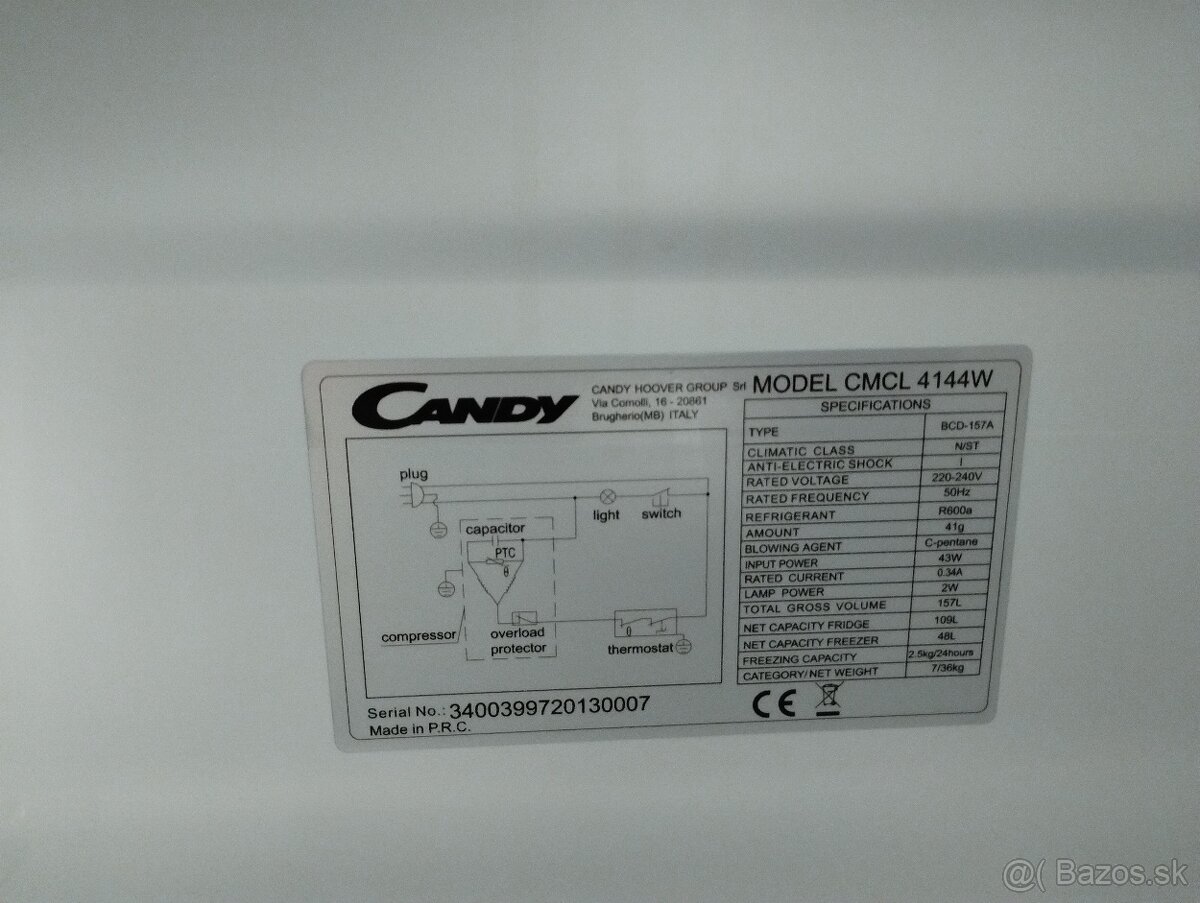 CANDY
CANDY HOOVER GROUP Srl
Via Comolli, 16 - 20861
Brugherio(MB) ITALY
MODEL CMCL 4144W
SPECIFICATIONS
TYPE BCD-157A
CLIMATIC CLASS N/ST
ANTI-ELECTRIC SHOCK I
RATED VOLTAGE 220-240V
RATED FREQUENCY 50Hz
REFRIGERANT R600a
AMOUNT 41g
BLOWING AGENT C-pentane
INPUT POWER 43W
RATED CURRENT 0.34A
LAMP POWER 2W
TOTAL GROSS VOLUME 157L
NET CAPACITY FRIDGE 109L
NET CAPACITY FREEZER 48L
FREEZING CAPACITY 2.5kg/24hours
CATEGORY/NET WEIGHT 7/36kg
CE
plug
light
switch
capacitor
PTC
θ
compressor
overload
protector
θ
thermostat
Serial No.: 3400399720130007
Made in P.R.C.
@( Bazos.sk